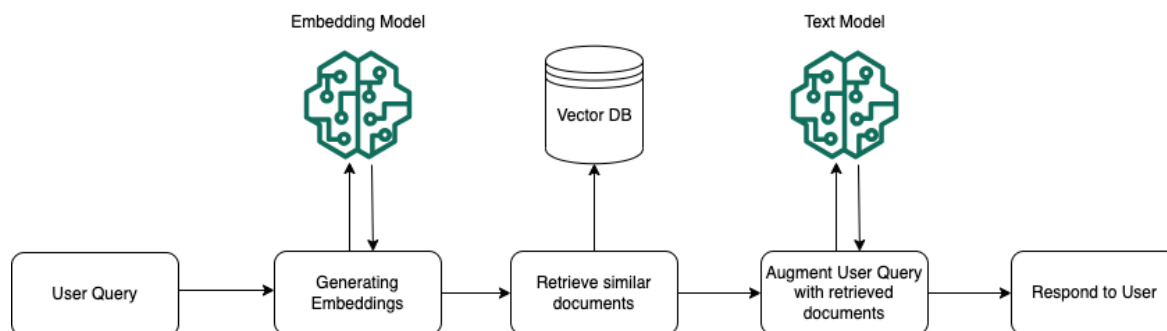 Embedding Model
Text Model
Vector DB
User Query
Generating
Embeddings
Retrieve similar
documents
Augment User Query
with retrieved
documents
Respond to User